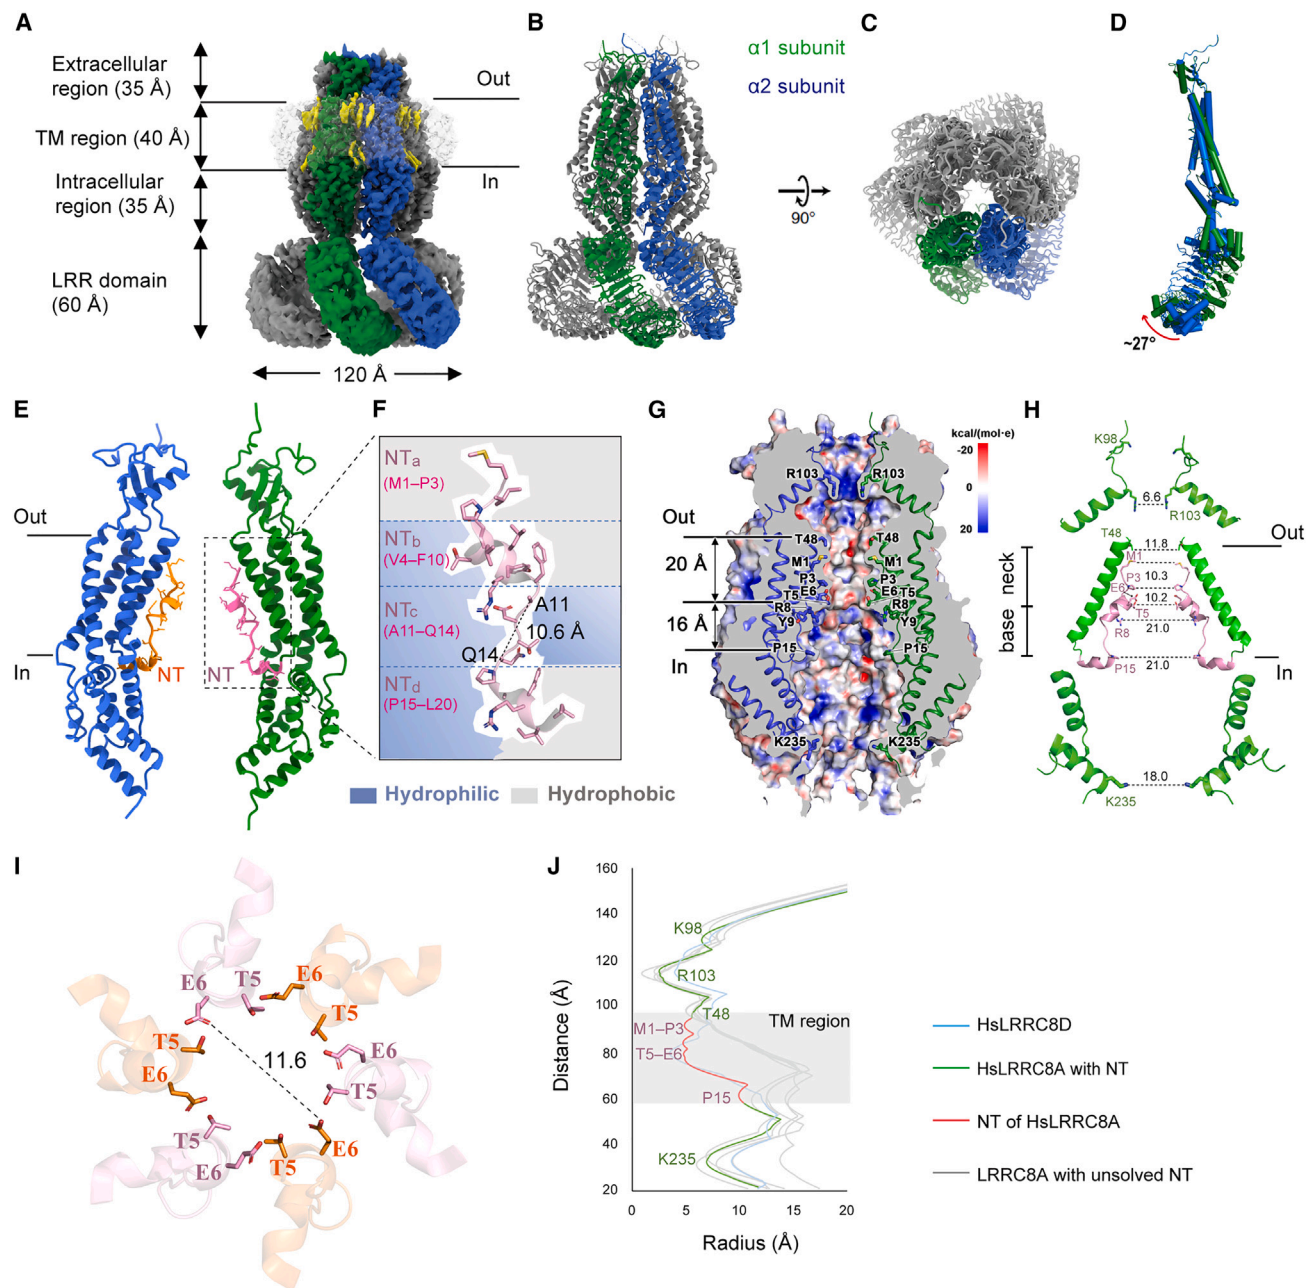 A
Extracellular
region (35 Å)
TM region (40 Å)
Intracellular
region (35 Å)
LRR domain
(60 Å)
Out
In
120 Å
B
α1 subunit
α2 subunit
90°
C
D
~27°
E
Out
In
NT
NT
F
NTa
(M1–P3)
NTb
(V4–F10)
NTc
(A11–Q14)
NTd
(P15–L20)
A11
10.6 Å
Q14
Hydrophilic
Hydrophobic
G
kcal/(mol·e)
-20
0
20
R103
R103
Out
20 Å
16 Å
In
T48
T48
M1
M1
P3
P3
E6
E6
T5
T5
R8
R8
Y9
Y9
P15
P15
K235
K235
H
K98
6.6
R103
T48
11.8
Out
M1
P3
10.3
E6
10.2
T5
R8
21.0
P15
21.0
In
neck
base
18.0
K235
I
E6
T5
E6
T5
T5
E6
E6
T5
11.6
T5
E6
T5
E6
J
160
140
120
100
80
60
40
20
Distance (Å)
K98
R103
T48
TM region
M1–P3
T5–E6
P15
K235
0
5
10
15
20
Radius (Å)
HsLRRC8D
HsLRRC8A with NT
NT of HsLRRC8A
LRRC8A with unsolved NT